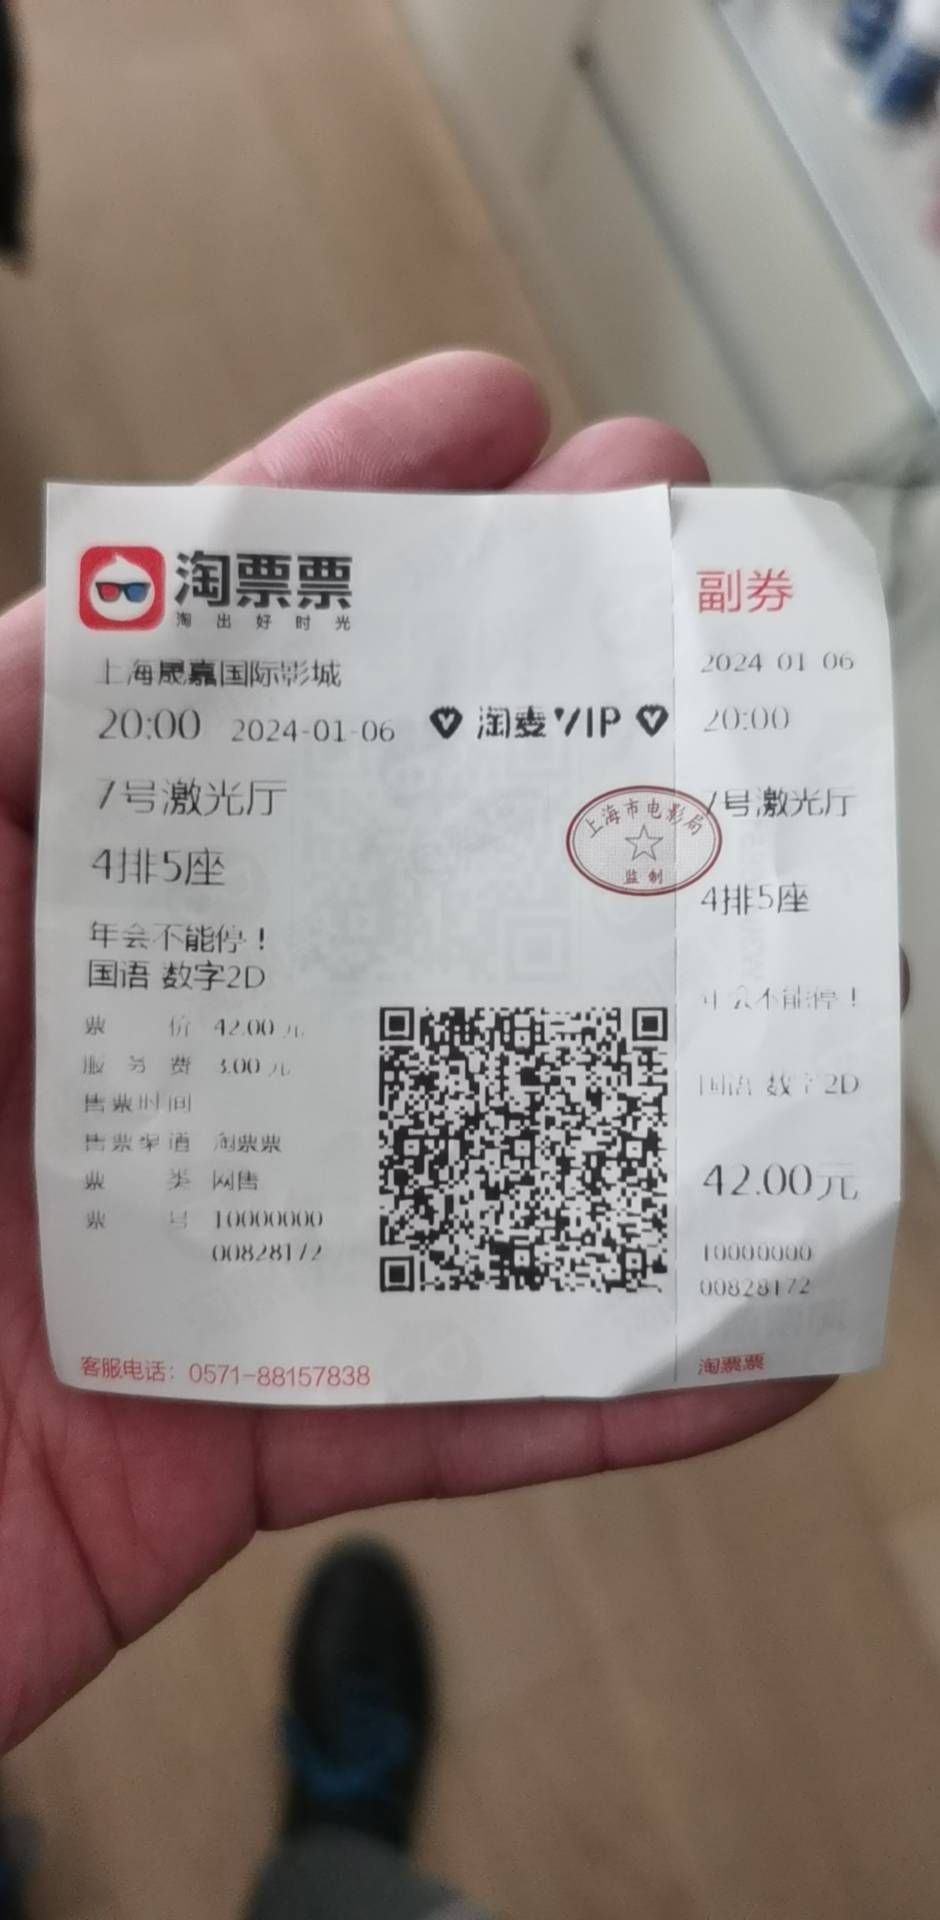 淘票票
淘出好时光
上海晟嘉国际影城
20:00 2024-01-06 淘麦VIP
7号激光厅
4排5座
年会不能停！
国语 数字2D
票价 42.00元
服务费 3.00元
售票时间
售票渠道 淘票票
票类 网售
票号 10000000
00828172
客服电话：0571-88157838
上海市电影局
监制
副券
2024-01-06
20:00
7号激光厅
4排5座
年会不能停！
国语 数字2D
42.00元
10000000
00828172
淘票票